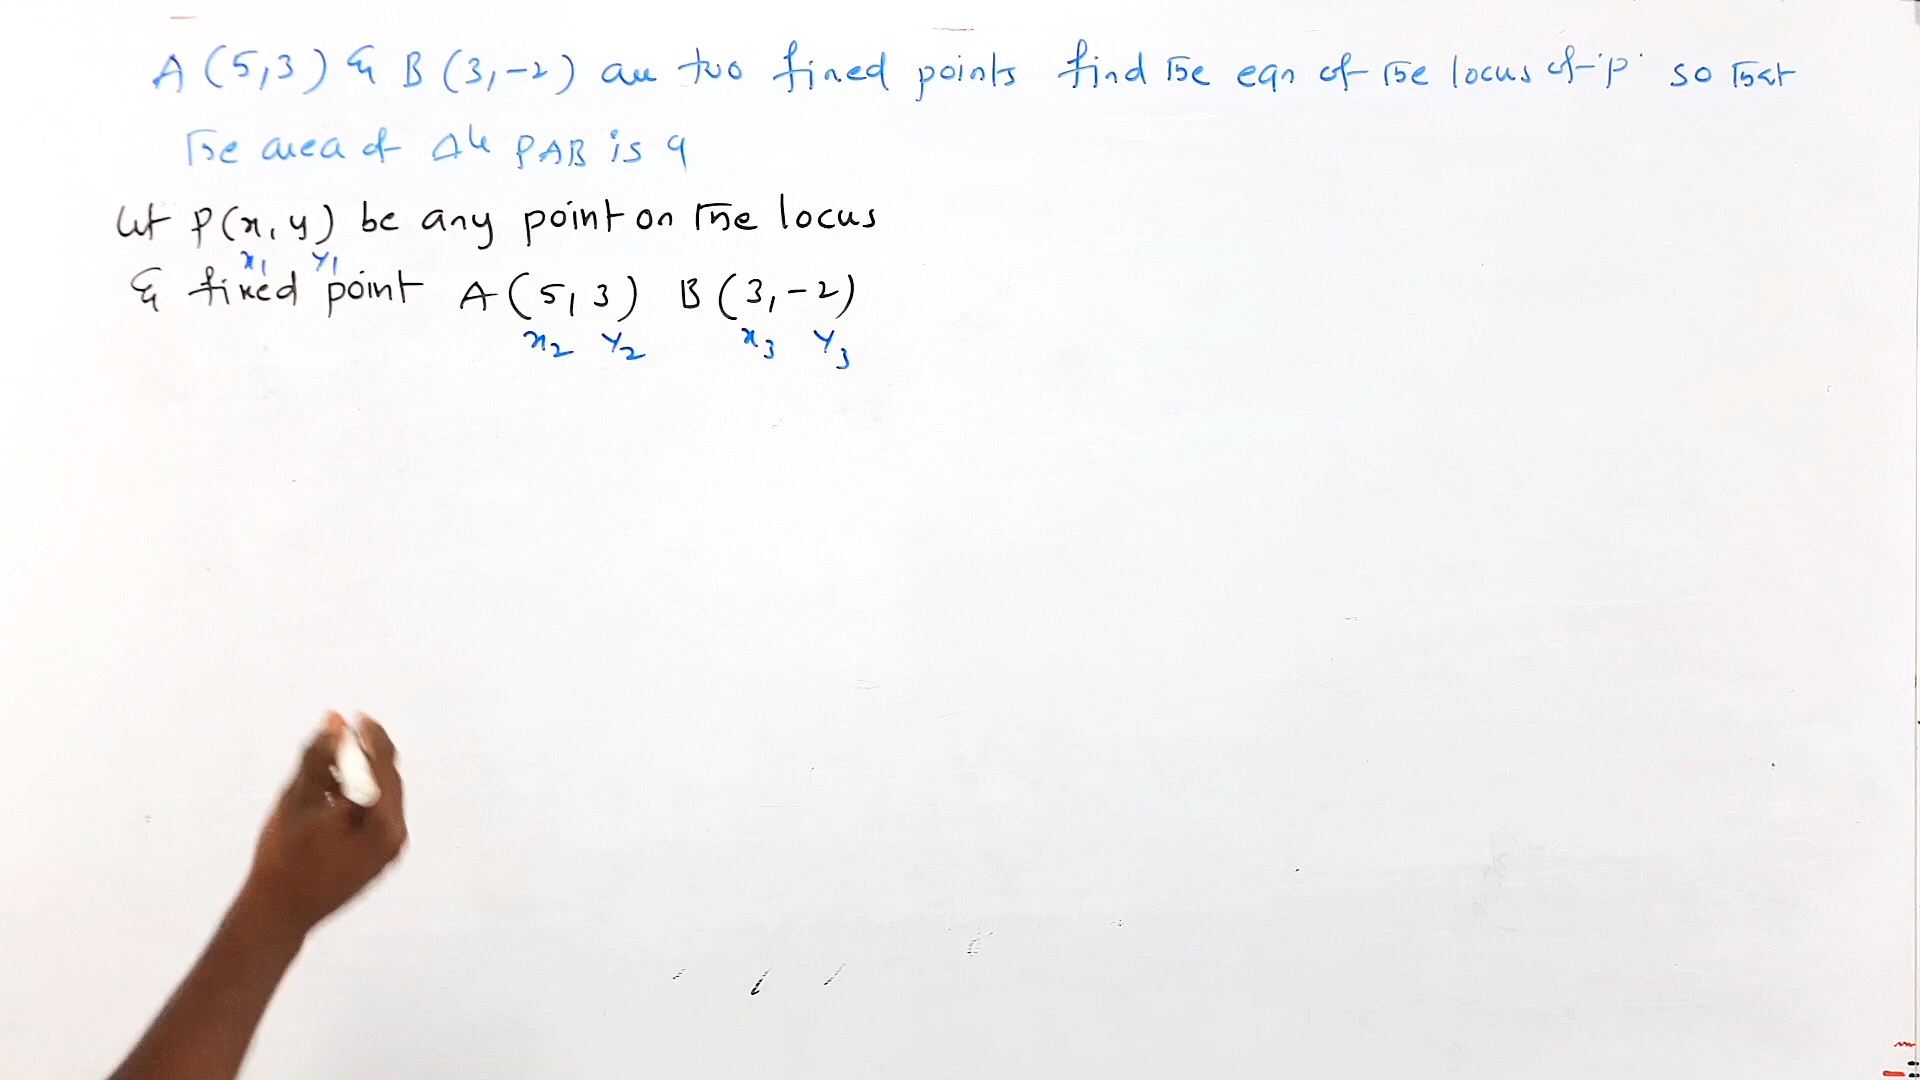 A (5,3) & B (3,-2) are two fixed points find the eqn of the locus of 'P' so that
the area of Δle PAB is 9
Let P(x, y) be any point on the locus
x1 y1
& fixed point A (5, 3) B (3, -2)
x2 y2 x3 y3